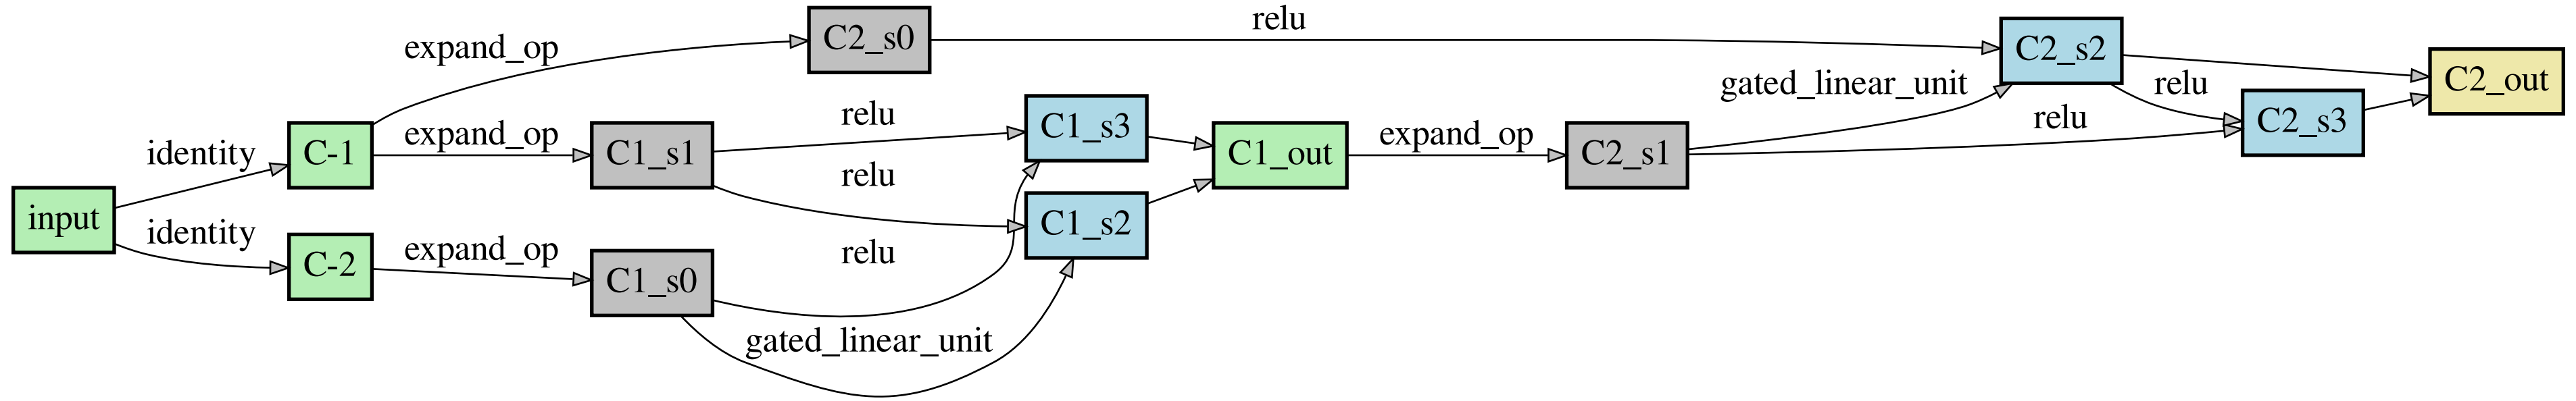 input
identity
identity
C-1
C-2
expand_op
expand_op
expand_op
C2_s0
C1_s1
C1_s0
relu
relu
relu
relu
gated_linear_unit
C1_s3
C1_s2
C1_out
expand_op
C2_s1
gated_linear_unit
C2_s2
relu
relu
C2_s3
C2_out